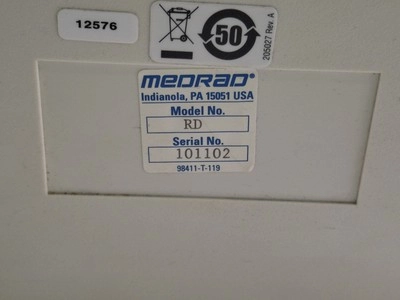 12576
50
205027 Rev. A
MEDRAD®
Indianola, PA 15051 USA
Model No.
RD
Serial No.
101102
98411-T-119